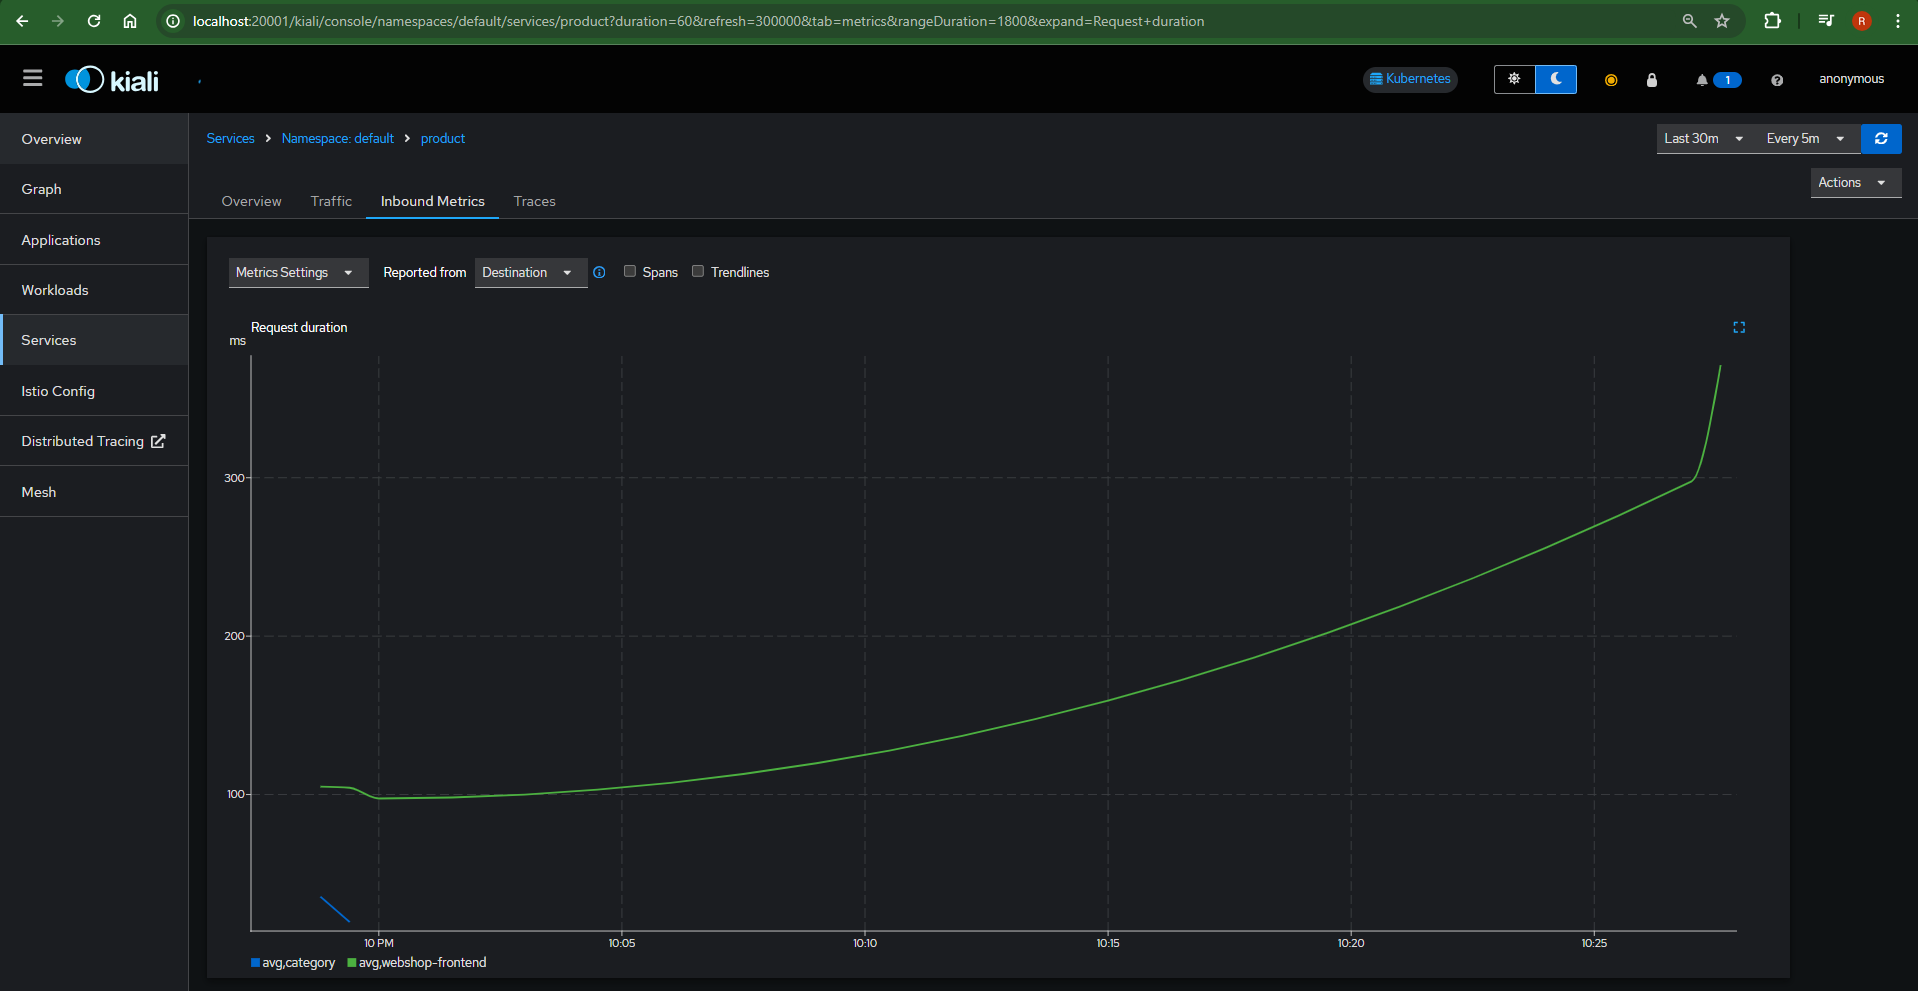 localhost:20001/kiali/console/namespaces/default/services/product?duration=60&refresh=300000&tab=metrics&rangeDuration=1800&expand=Request+duration
R
kiali
Kubernetes
1
anonymous
Overview
Graph
Applications
Workloads
Services
Istio Config
Distributed Tracing
Mesh
Services > Namespace: default > product
Last 30m
Every 5m
Actions
Overview
Traffic
Inbound Metrics
Traces
Metrics Settings
Reported from
Destination
Spans
Trendlines
Request duration
ms
300
200
100
10 PM
10:05
10:10
10:15
10:20
10:25
avg,category
avg,webshop-frontend